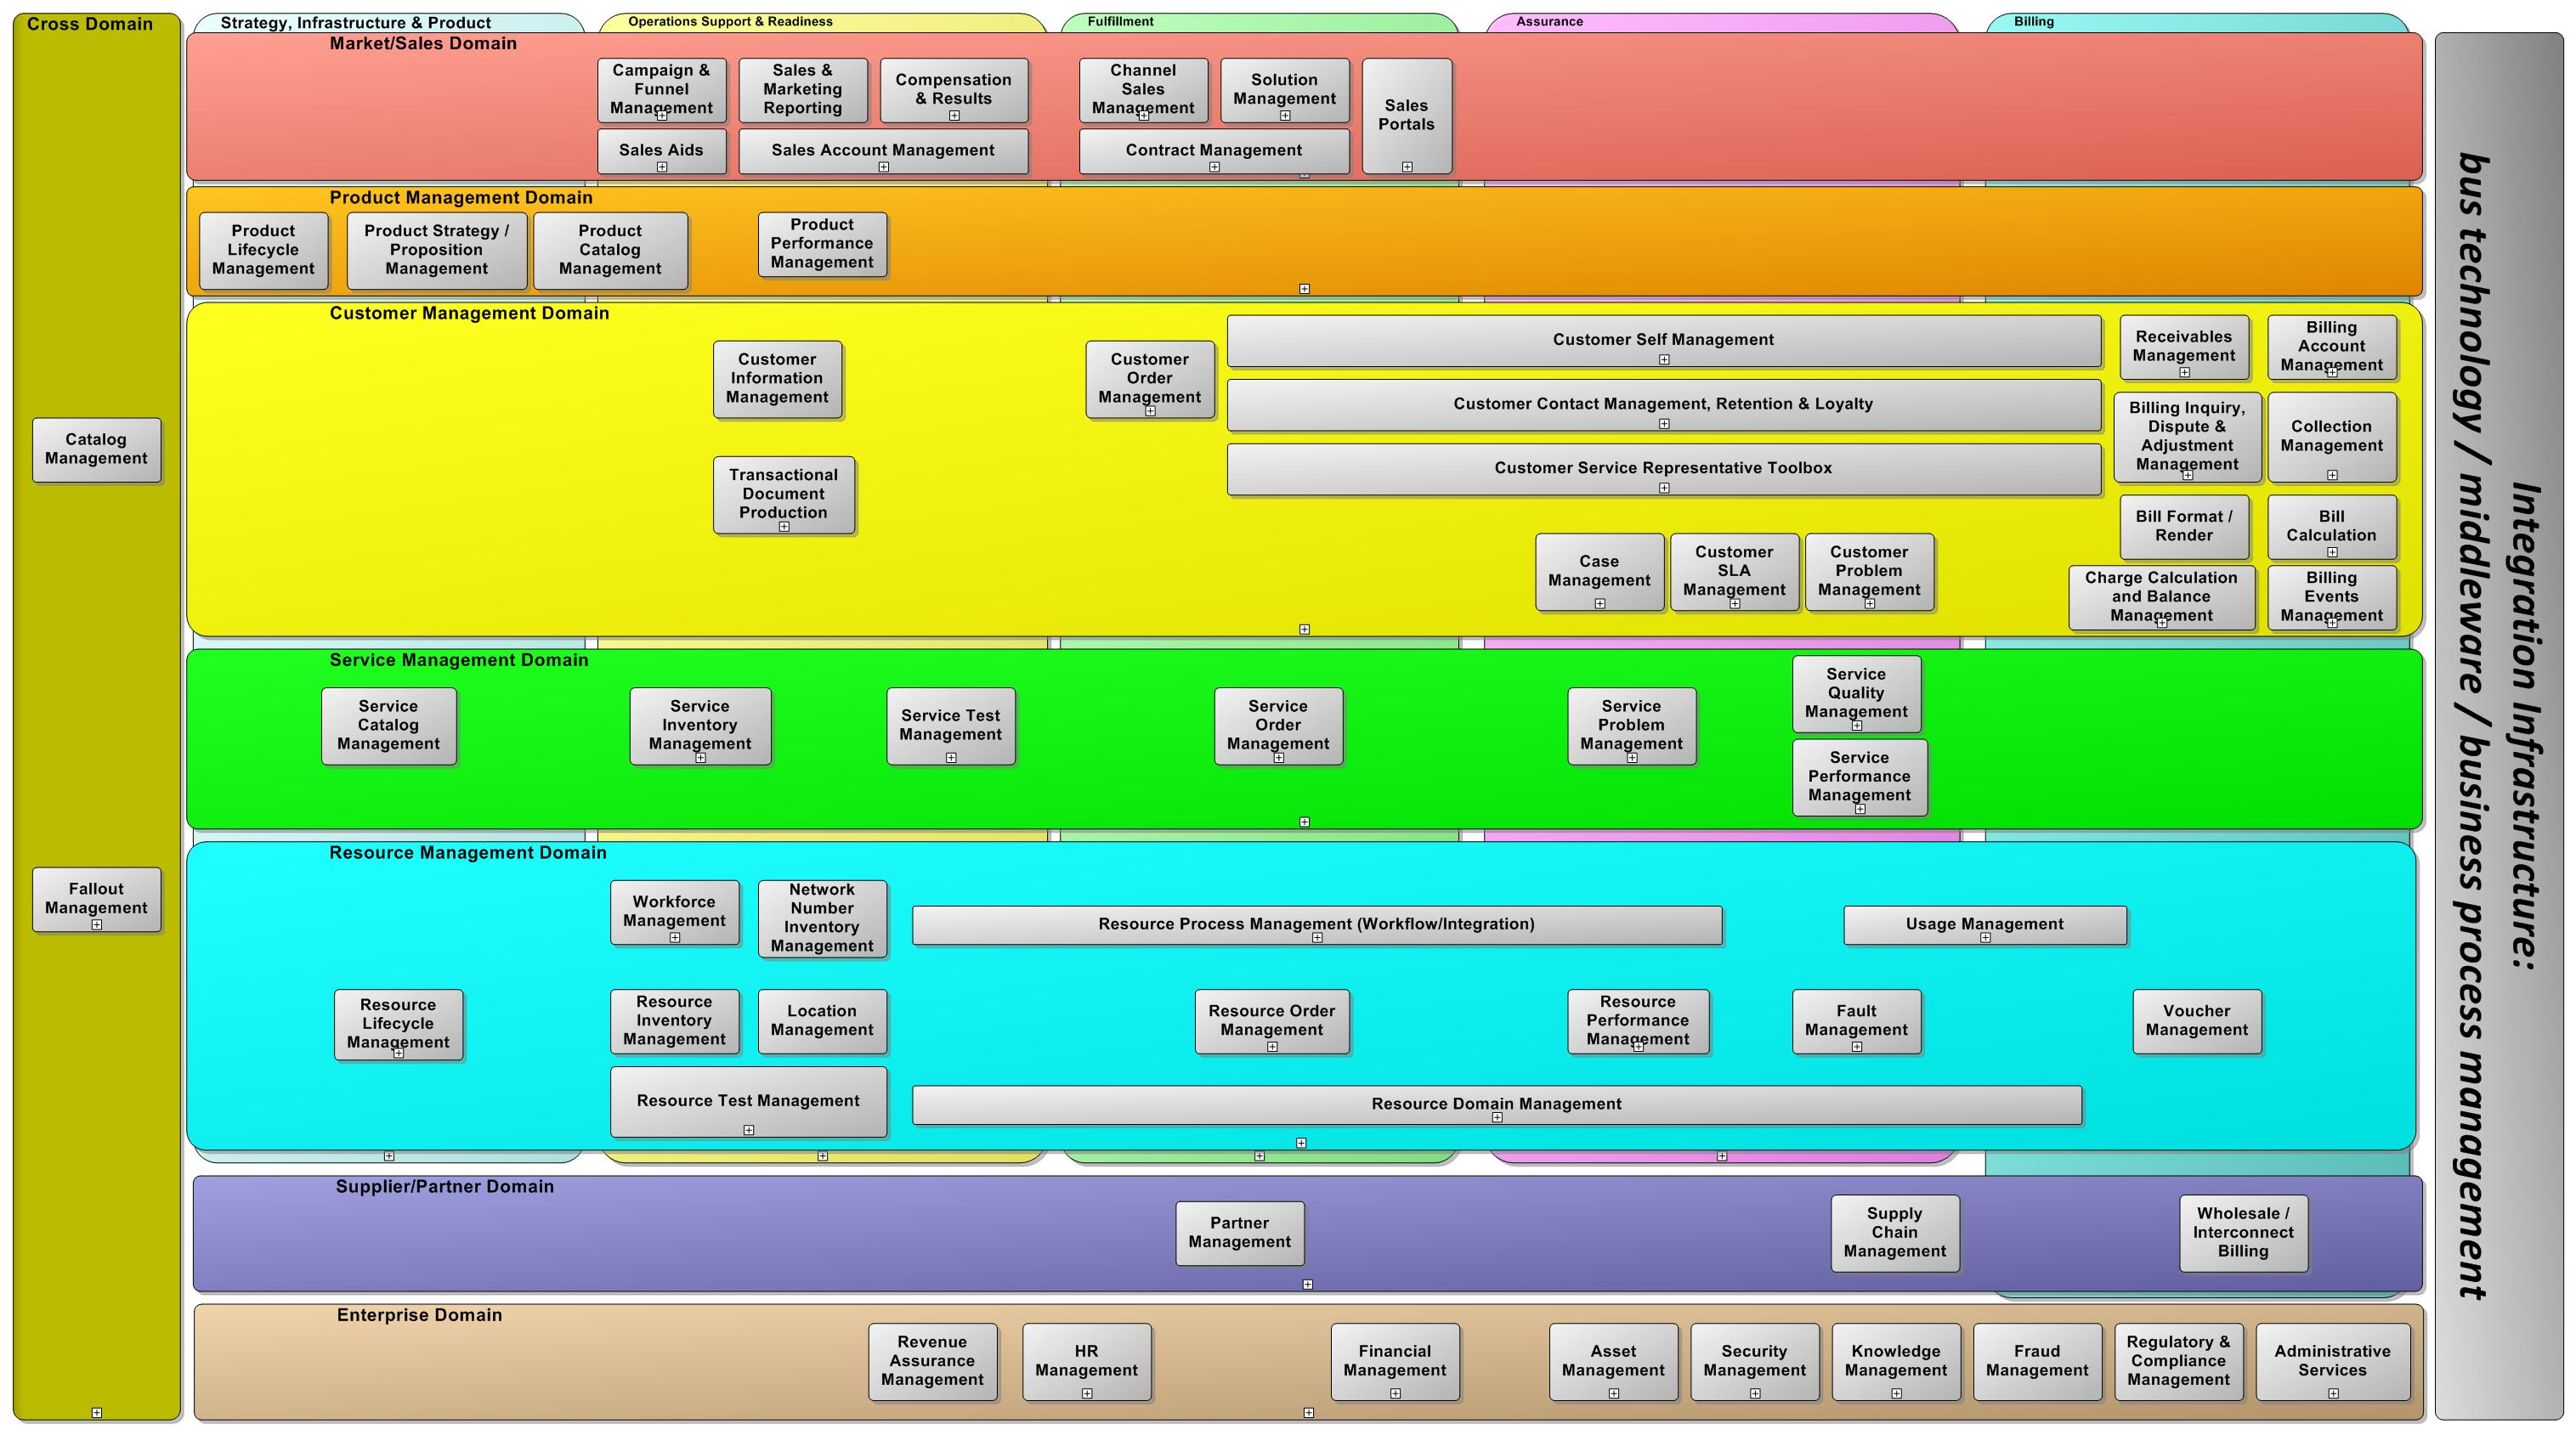 Cross Domain
Strategy, Infrastructure & Product
Operations Support & Readiness
Fulfillment
Assurance
Billing
Market/Sales Domain
Campaign &
Funnel
Management
Sales &
Marketing
Reporting
Compensation
& Results
Channel
Sales
Management
Solution
Management
Sales
Portals
Sales Aids
Sales Account Management
Contract Management
Product Management Domain
Product
Lifecycle
Management
Product Strategy /
Proposition
Management
Product
Catalog
Management
Product
Performance
Management
Customer Management Domain
Customer
Information
Management
Customer
Order
Management
Customer Self Management
Receivables
Management
Billing
Account
Management
Customer Contact Management, Retention & Loyalty
Billing Inquiry,
Dispute &
Adjustment
Management
Collection
Management
Catalog
Management
Transactional
Document
Production
Customer Service Representative Toolbox
Bill Format /
Render
Bill
Calculation
Case
Management
Customer
SLA
Management
Customer
Problem
Management
Charge Calculation
and Balance
Management
Billing
Events
Management
Service Management Domain
Service
Catalog
Management
Service
Inventory
Management
Service Test
Management
Service
Order
Management
Service
Problem
Management
Service
Quality
Management
Service
Performance
Management
Resource Management Domain
Fallout
Management
Workforce
Management
Network
Number
Inventory
Management
Resource Process Management (Workflow/Integration)
Usage Management
Resource
Lifecycle
Management
Resource
Inventory
Management
Location
Management
Resource Order
Management
Resource
Performance
Management
Fault
Management
Voucher
Management
Resource Test Management
Resource Domain Management
Supplier/Partner Domain
Partner
Management
Supply
Chain
Management
Wholesale /
Interconnect
Billing
Enterprise Domain
Revenue
Assurance
Management
HR
Management
Financial
Management
Asset
Management
Security
Management
Knowledge
Management
Fraud
Management
Regulatory &
Compliance
Management
Administrative
Services
Integration Infrastructure:
bus technology / middleware / business process management